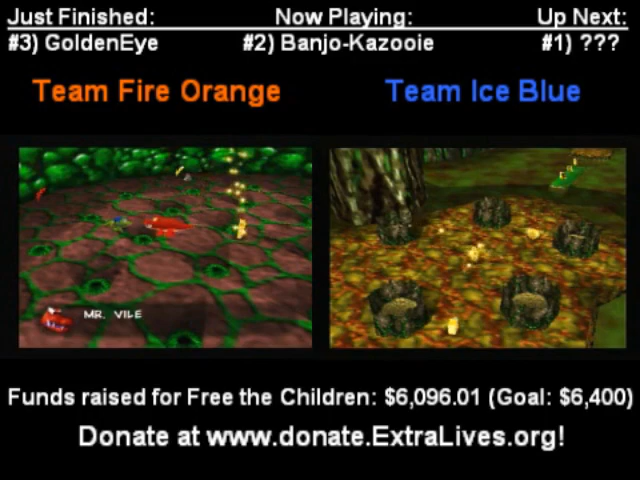 Just Finished: Now Playing: Up Next:
#3) GoldenEye #2) Banjo-Kazooie #1) ???
Team Fire Orange Team Ice Blue
MR. VILE
Funds raised for Free the Children: $6,096.01 (Goal: $6,400)
Donate at www.donate.ExtraLives.org!